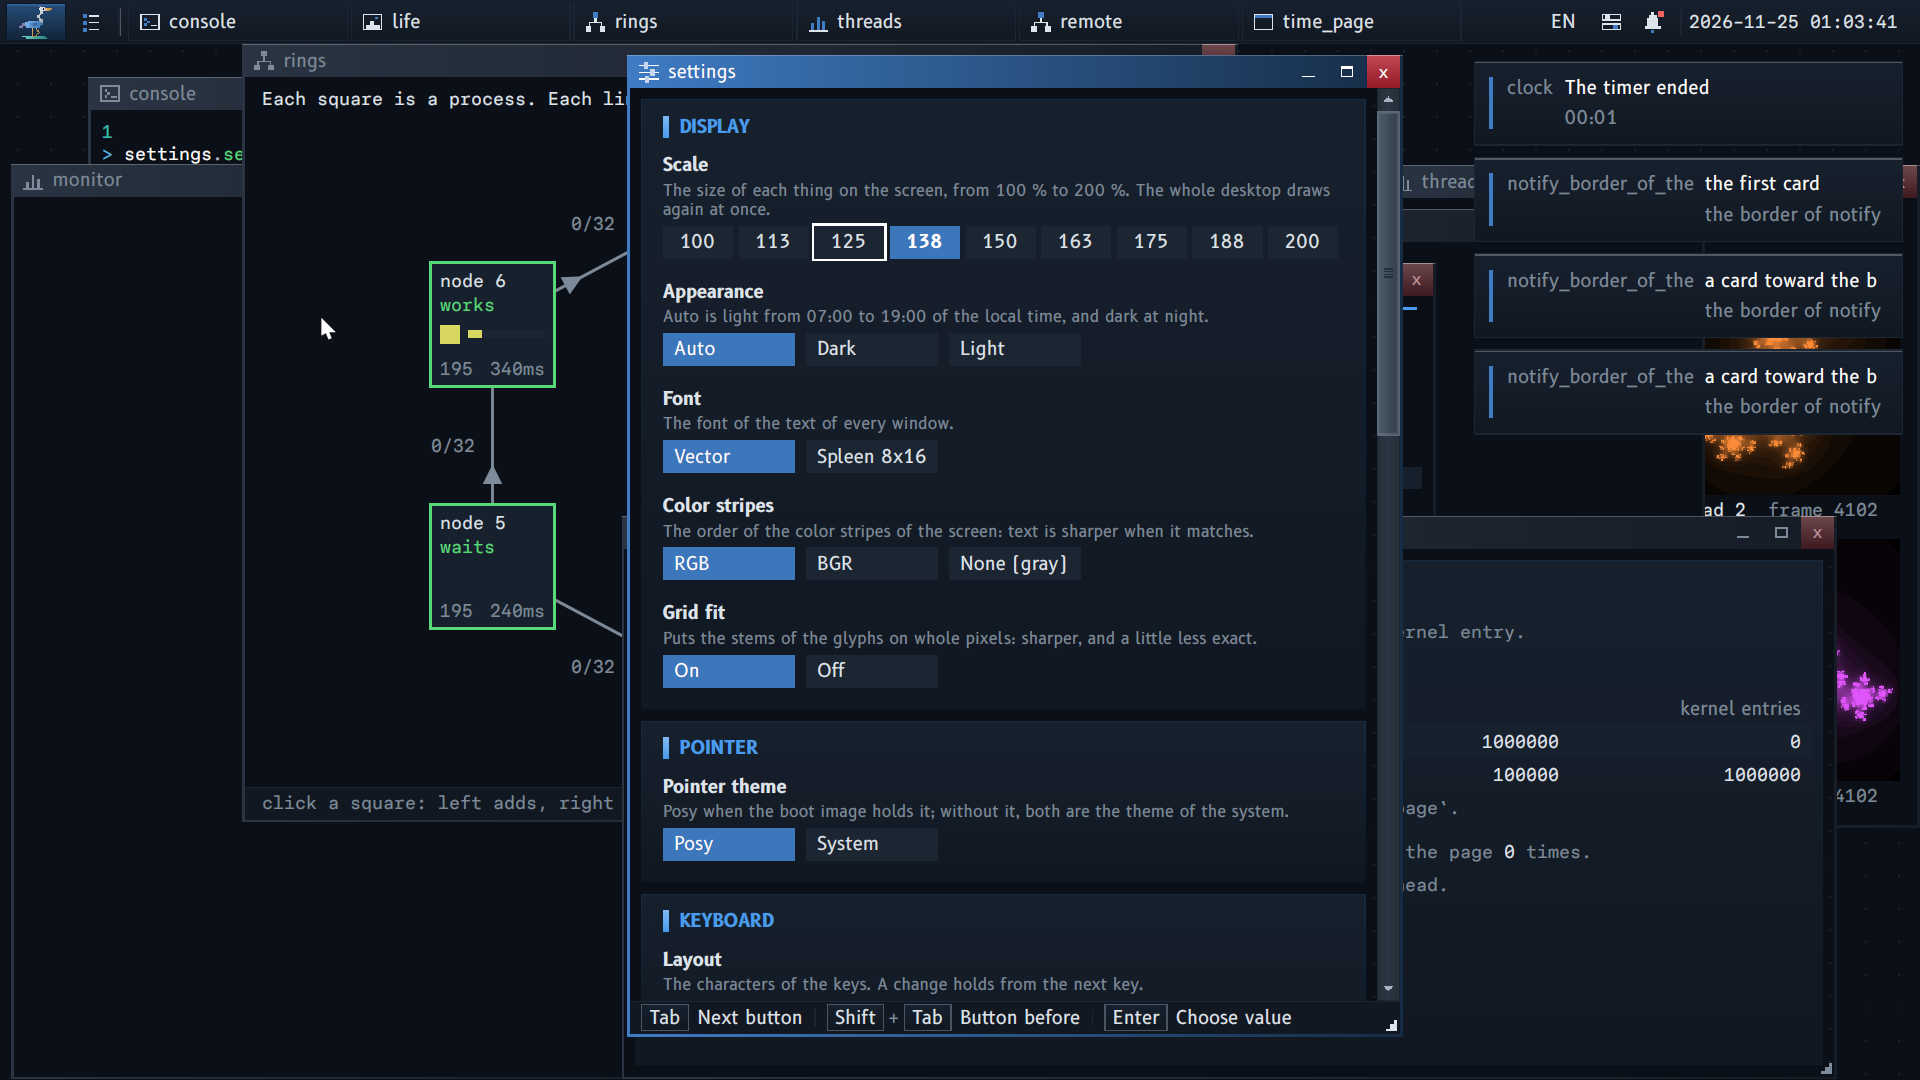 console
life
rings
threads
remote
time_page
EN
2026-11-25 01:03:41
rings
Each square is a process. Each li
console
1
> settings.se
monitor
0/32
node 6
works
195 340ms
0/32
node 5
waits
195 240ms
0/32
click a square: left adds, right
settings
x
DISPLAY
Scale
The size of each thing on the screen, from 100 % to 200 %. The whole desktop draws
again at once.
100 113 125 138 150 163 175 188 200
Appearance
Auto is light from 07:00 to 19:00 of the local time, and dark at night.
Auto Dark Light
Font
The font of the text of every window.
Vector Spleen 8x16
Color stripes
The order of the color stripes of the screen: text is sharper when it matches.
RGB BGR None (gray)
Grid fit
Puts the stems of the glyphs on whole pixels: sharper, and a little less exact.
On Off
POINTER
Pointer theme
Posy when the boot image holds it; without it, both are the theme of the system.
Posy System
KEYBOARD
Layout
The characters of the keys. A change holds from the next key.
Tab Next button Shift + Tab Button before Enter Choose value
clock The timer ended
00:01
threa
notify_border_of_the the first card
the border of notify
x
notify_border_of_the a card toward the b
the border of notify
notify_border_of_the a card toward the b
the border of notify
ad 2 frame 4102
x
rnel entry.
kernel entries
1000000 0
100000 1000000
4102
age`.
the page 0 times.
ead.